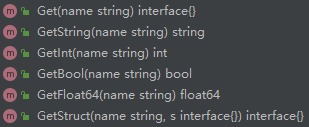 m Get(name string) interface{}
m GetString(name string) string
m GetInt(name string) int
m GetBool(name string) bool
m GetFloat64(name string) float64
m GetStruct(name string, s interface{}) interface{}